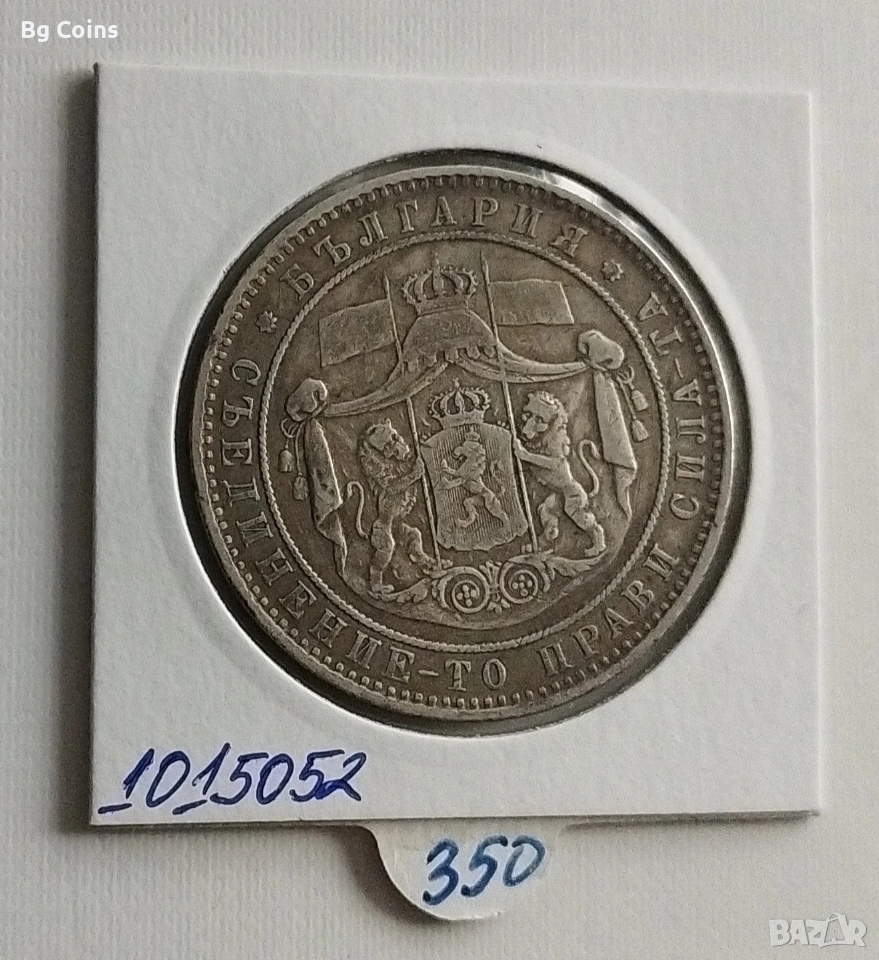 Bg Coins
* БЪЛГАРИЯ *
СЪЕДИНЕНИЕ-ТО ПРАВИ СИЛА-ТА
1015052
350
BAZAR